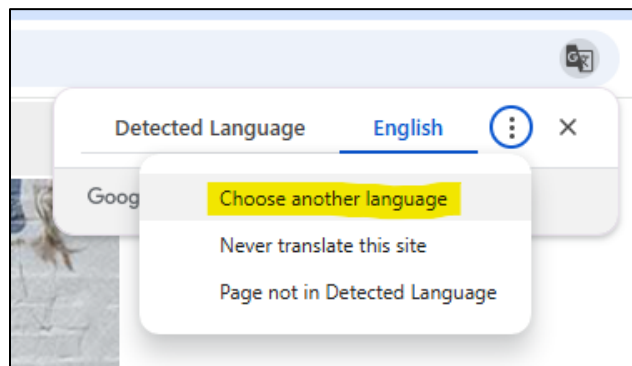 Detected Language English
Choose another language
Never translate this site
Page not in Detected Language
Goog